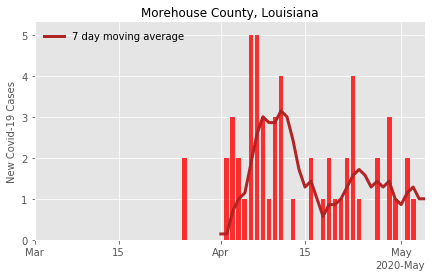 Morehouse County, Louisiana
7 day moving average
New Covid-19 Cases
5
4
3
2
1
0
Mar
15
Apr
15
May
2020-May